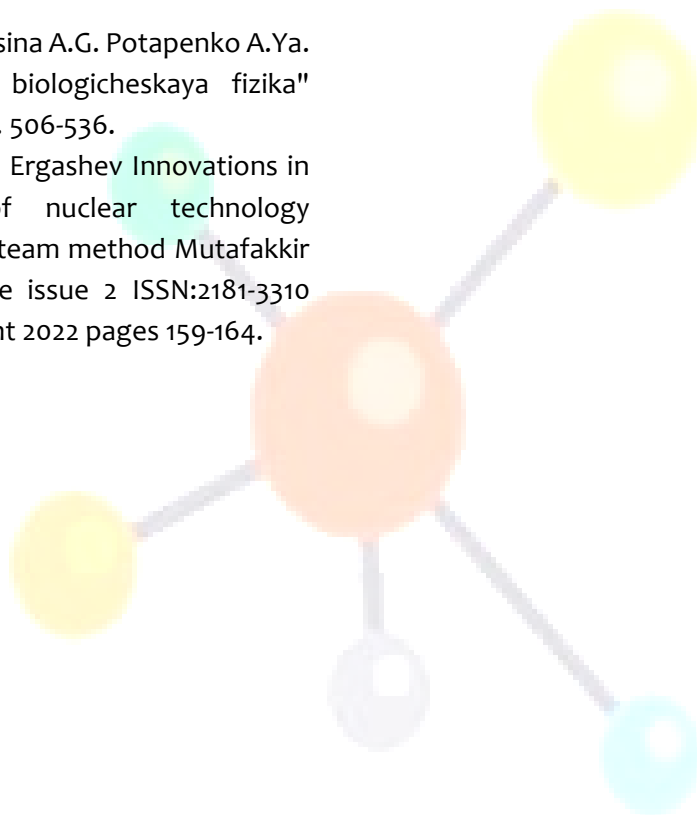 sina A.G. Potapenko A.Ya.
biologicheskaya fizika"
. 506-536.
Ergashev Innovations in
of nuclear technology
team method Mutafakkir
e issue 2 ISSN:2181-3310
nt 2022 pages 159-164.